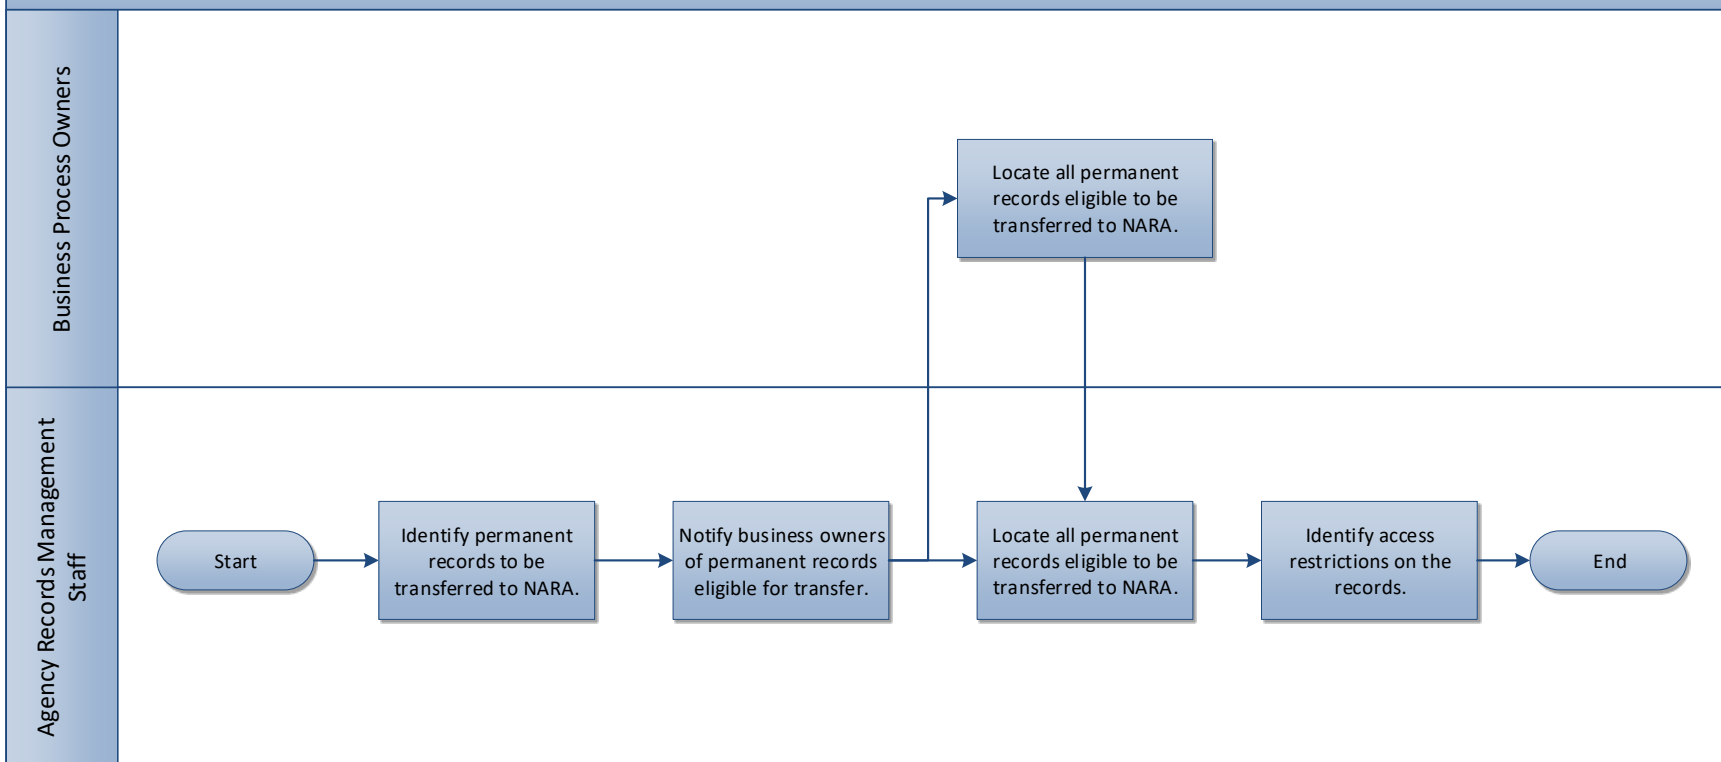 Business Process Owners
Locate all permanent
records eligible to be
transferred to NARA.
Agency Records Management
Staff
Start
Identify permanent
records to be
transferred to NARA.
Notify business owners
of permanent records
eligible for transfer.
Locate all permanent
records eligible to be
transferred to NARA.
Identify access
restrictions on the
records.
End